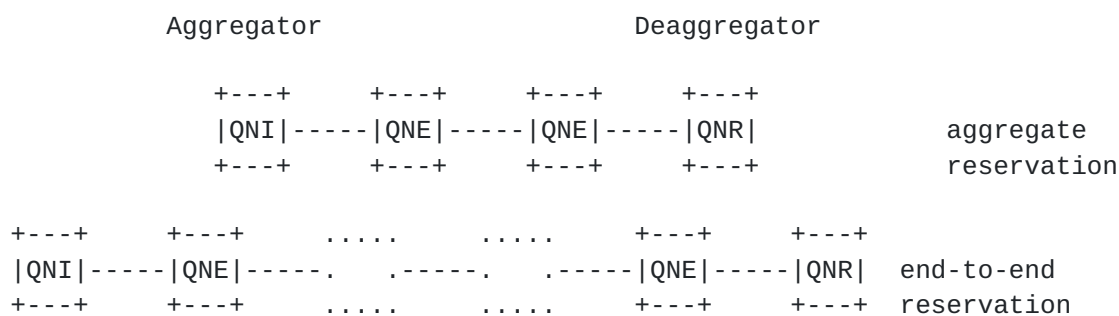 Aggregator                  Deaggregator

             +---+     +---+     +---+     +---+
             |QNI|-----|QNE|-----|QNE|-----|QNR|            aggregate
             +---+     +---+     +---+     +---+            reservation

+---+     +---+     .....     .....     +---+     +---+
|QNI|-----|QNE|-----.   .-----.   .-----|QNE|-----|QNR|  end-to-end
+---+     +---+     .....     .....     +---+     +---+  reservation